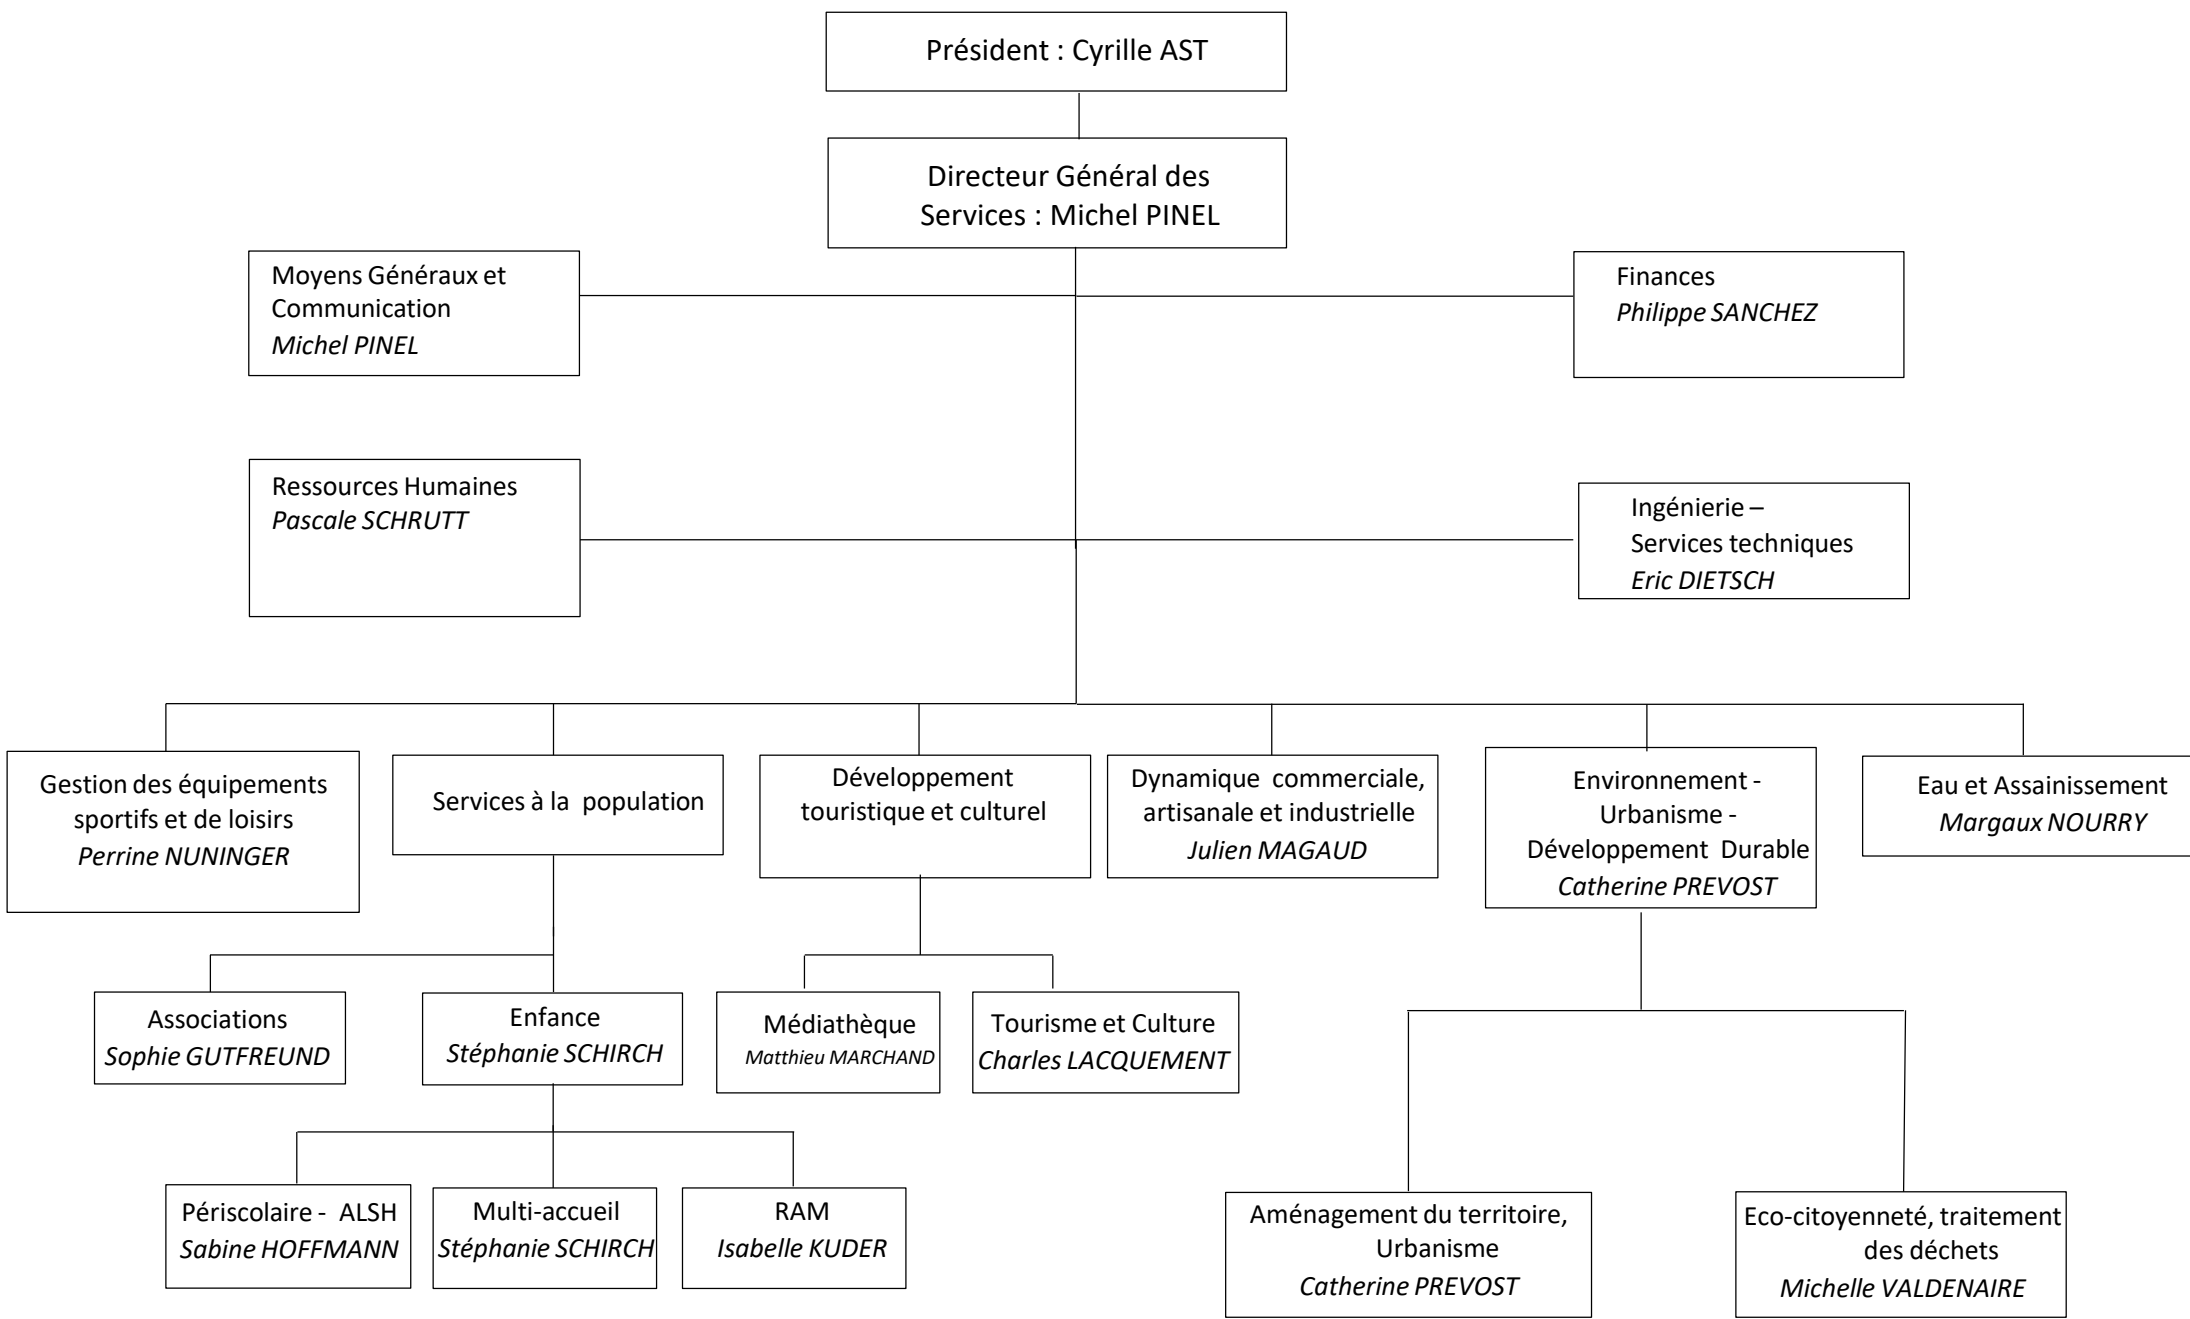 Président : Cyrille AST
Directeur Général des
Services : Michel PINEL
Moyens Généraux et
Communication
Michel PINEL
Finances
Philippe SANCHEZ
Ressources Humaines
Pascale SCHRUTT
Ingénierie –
Services techniques
Eric DIETSCH
Gestion des équipements
sportifs et de loisirs
Perrine NUNINGER
Services à la population
Développement
touristique et culturel
Dynamique commerciale,
artisanale et industrielle
Julien MAGAUD
Environnement -
Urbanisme -
Développement Durable
Catherine PREVOST
Eau et Assainissement
Margaux NOURRY
Associations
Sophie GUTFREUND
Enfance
Stéphanie SCHIRCH
Médiathèque
Matthieu MARCHAND
Tourisme et Culture
Charles LACQUEMENT
Périscolaire - ALSH
Sabine HOFFMANN
Multi-accueil
Stéphanie SCHIRCH
RAM
Isabelle KUDER
Aménagement du territoire,
Urbanisme
Catherine PREVOST
Eco-citoyenneté, traitement
des déchets
Michelle VALDENAIRE